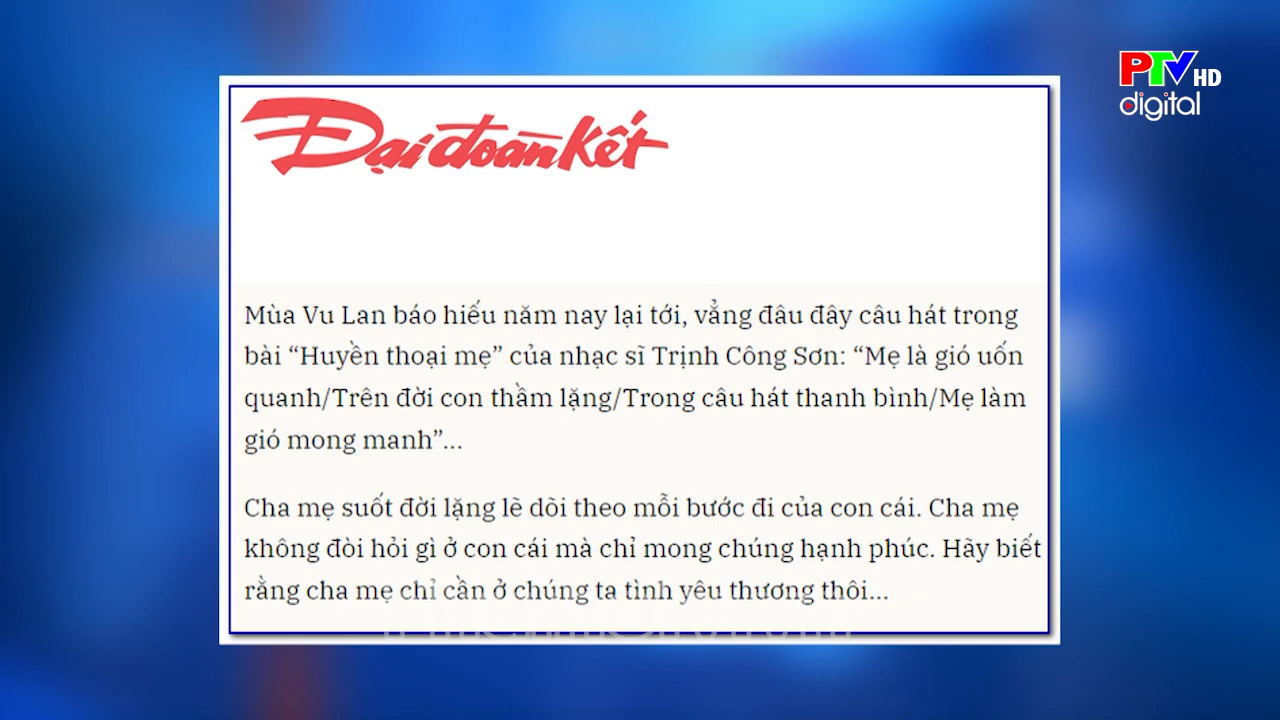 PTV HD
digital
Đại đoàn kết
Mùa Vu Lan báo hiếu năm nay lại tới, vẳng đâu đây câu hát trong
bài “Huyền thoại mẹ” của nhạc sĩ Trịnh Công Sơn: “Mẹ là gió uốn
quanh/Trên đời con thầm lặng/Trong câu hát thanh bình/Mẹ làm
gió mong manh”...
Cha mẹ suốt đời lặng lẽ dõi theo mỗi bước đi của con cái. Cha mẹ
không đòi hỏi gì ở con cái mà chỉ mong chúng hạnh phúc. Hãy biết
rằng cha mẹ chỉ cần ở chúng ta tình yêu thương thôi...